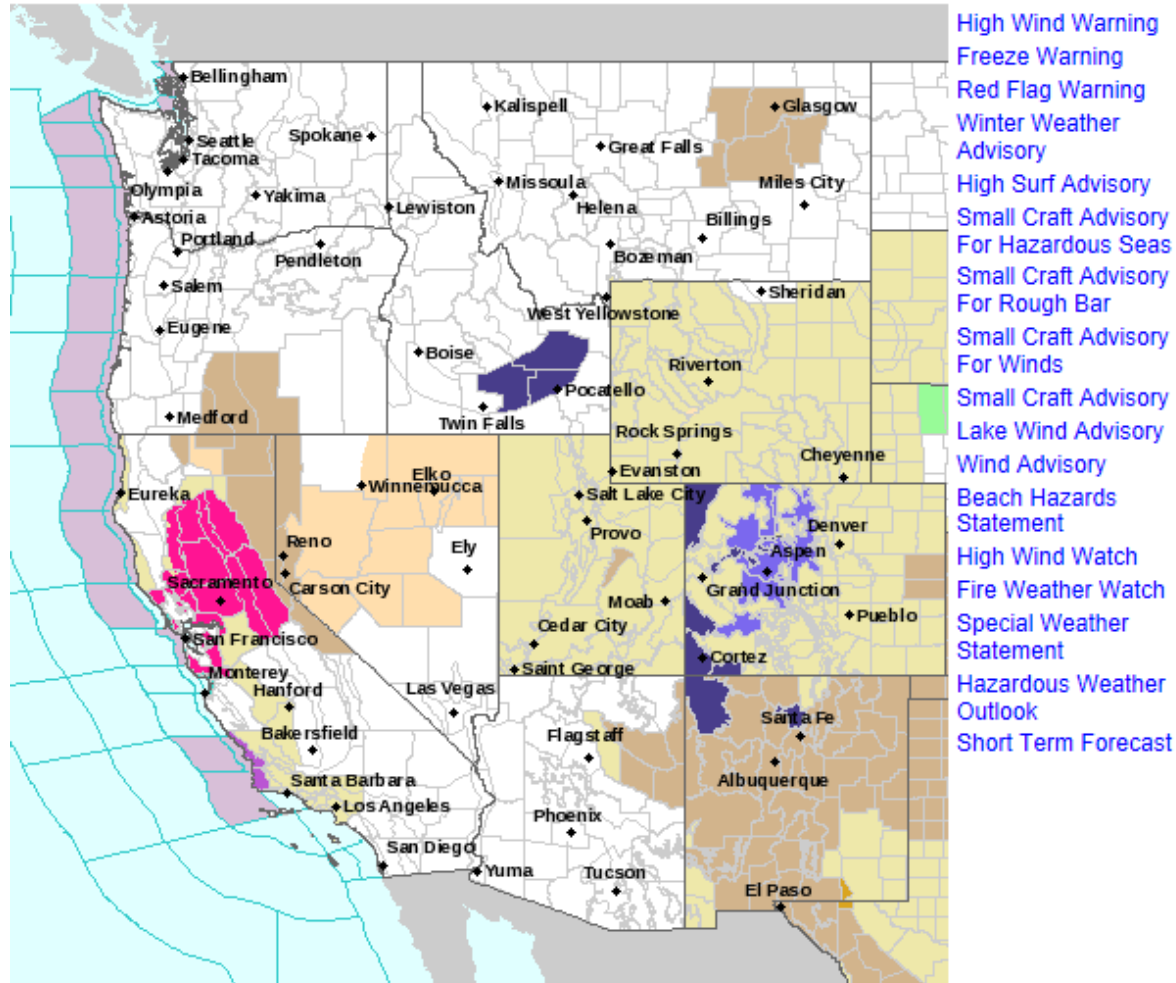 High Wind Warning
Freeze Warning
Red Flag Warning
Winter Weather
Advisory
High Surf Advisory
Small Craft Advisory
For Hazardous Seas
Small Craft Advisory
For Rough Bar
Small Craft Advisory
For Winds
Small Craft Advisory
Lake Wind Advisory
Wind Advisory
Beach Hazards
Statement
High Wind Watch
Fire Weather Watch
Special Weather
Statement
Hazardous Weather
Outlook
Short Term Forecast
Bellingham
Kalispell
Glasgow
Seattle
Spokane
Great Falls
Tacoma
Olympia
Missoula
Miles City
Yakima
Lewiston
Helena
Astoria
Billings
Portland
Pendleton
Bozeman
Salem
Sheridan
West Yellowstone
Eugene
Boise
Riverton
Pocatello
Medford
Twin Falls
Rock Springs
Cheyenne
Evanston
Elko
Winnemucca
Eureka
Salt Lake City
Provo
Denver
Reno
Ely
Aspen
Sacramento
Carson City
Grand Junction
Moab
Pueblo
San Francisco
Cedar City
Cortez
Saint George
Monterey
Hanford
Las Vegas
Santa Fe
Bakersfield
Flagstaff
Albuquerque
Santa Barbara
Los Angeles
Phoenix
San Diego
Yuma
Tucson
El Paso